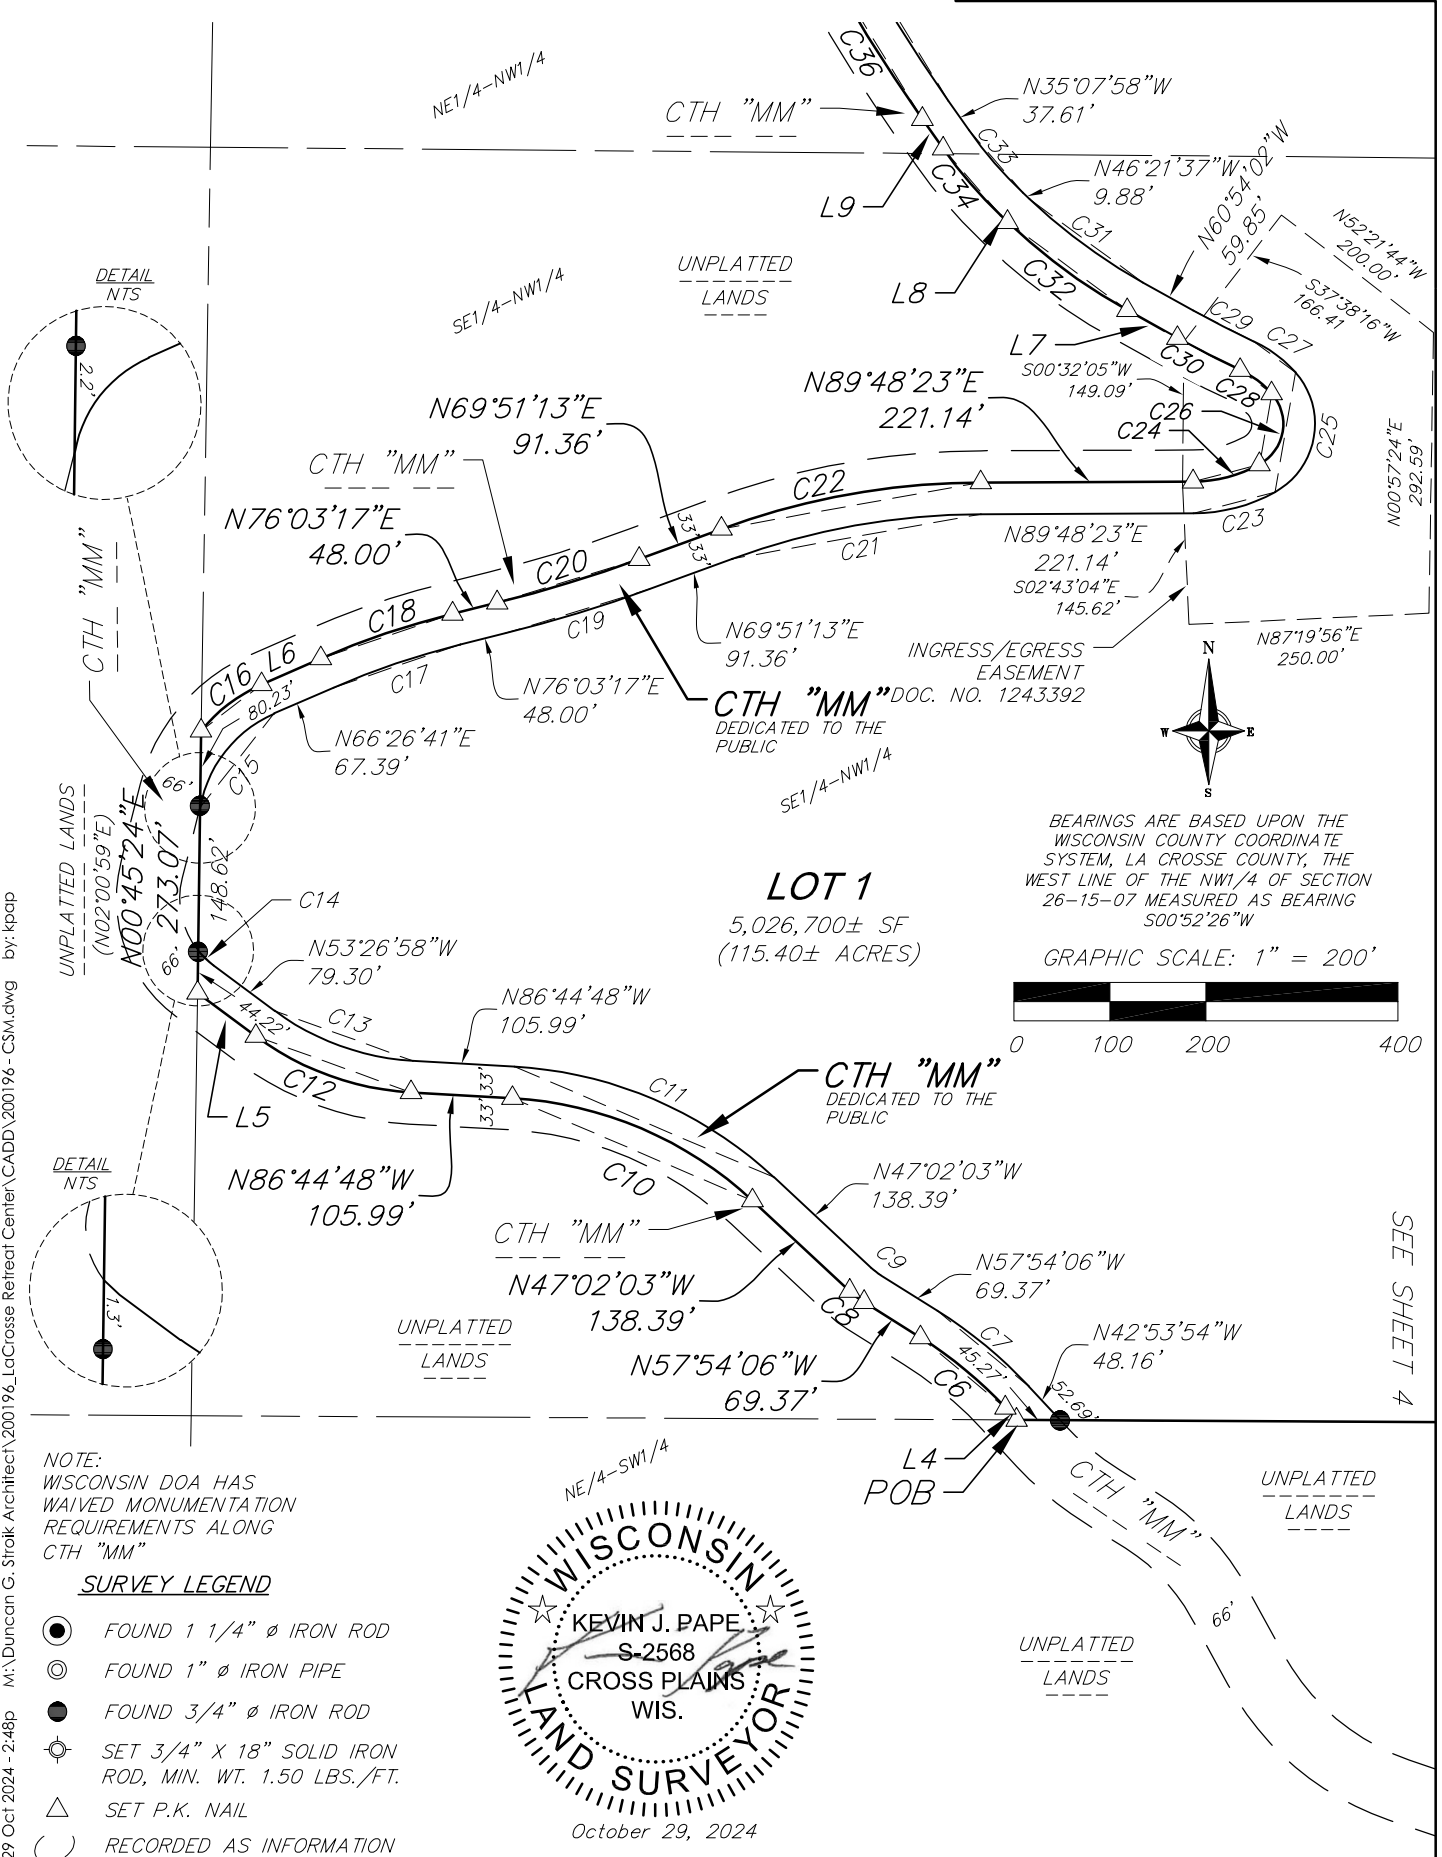 NE1/4-NW1/4
C36
CTH "MM"
N35°07'58"W
37.61'
C33
N46°21'37"W
9.88'
N60°54'02"W
59.85'
C34
L9
C31
N52°21'44"W
200.00'
S37°38'16"W
166.41
UNPLATTED
LANDS
SE1/4-NW1/4
L8
C32
C29
C27
L7
C30
S00°32'05"W
149.09'
C28
C26
C24
C25
N00°57'24"E
292.59'
DETAIL
NTS
2.2'
N89°48'23"E
221.14'
N69°51'13"E
91.36'
CTH "MM"
C22
C23
33'
33'
C21
N89°48'23"E
221.14'
S02°43'04"E
145.62'
N76°03'17"E
48.00'
C20
C18
C19
N69°51'13"E
91.36'
INGRESS/EGRESS
EASEMENT
DOC. NO. 1243392
N87°19'56"E
250.00'
CTH "MM"
L6
C16
C17
80.23'
N76°03'17"E
48.00'
CTH "MM"
DEDICATED TO THE
PUBLIC
N
W
E
S
N66°26'41"E
67.39'
C15
66'
SE1/4-NW1/4
UNPLATTED LANDS
(N02°00'59"E)
N00°45'24"E
273.07'
148.62'
BEARINGS ARE BASED UPON THE
WISCONSIN COUNTY COORDINATE
SYSTEM, LA CROSSE COUNTY, THE
WEST LINE OF THE NW1/4 OF SECTION
26-15-07 MEASURED AS BEARING
S00°52'26"W
LOT 1
5,026,700± SF
(115.40± ACRES)
C14
66'
N53°26'58"W
79.30'
GRAPHIC SCALE: 1" = 200'
0 100 200 400
N86°44'48"W
105.99'
44.22'
C13
C12
L5
33'
33'
C11
CTH "MM"
DEDICATED TO THE
PUBLIC
DETAIL
NTS
1.3'
N86°44'48"W
105.99'
C10
N47°02'03"W
138.39'
CTH "MM"
C9
N57°54'06"W
69.37'
N47°02'03"W
138.39'
C8
C7
UNPLATTED
LANDS
N42°53'54"W
48.16'
N57°54'06"W
69.37'
C6
45.27'
52.69'
SEE SHEET 4
L4
POB
NE/4-SW1/4
CTH "MM"
UNPLATTED
LANDS
66'
UNPLATTED
LANDS
NOTE:
WISCONSIN DOA HAS
WAIVED MONUMENTATION
REQUIREMENTS ALONG
CTH "MM"
SURVEY LEGEND
FOUND 1 1/4" ø IRON ROD
FOUND 1" ø IRON PIPE
FOUND 3/4" ø IRON ROD
SET 3/4" X 18" SOLID IRON
ROD, MIN. WT. 1.50 LBS./FT.
SET P.K. NAIL
( ) RECORDED AS INFORMATION
WISCONSIN
KEVIN J. PAPE
S-2568
CROSS PLAINS
WIS.
LAND SURVEYOR
October 29, 2024
29 Oct 2024 - 2:48p M:\Duncan G. Stroik Architect\200196_LaCrosse Retreat Center\CADD\200196 - CSM.dwg by: kpap